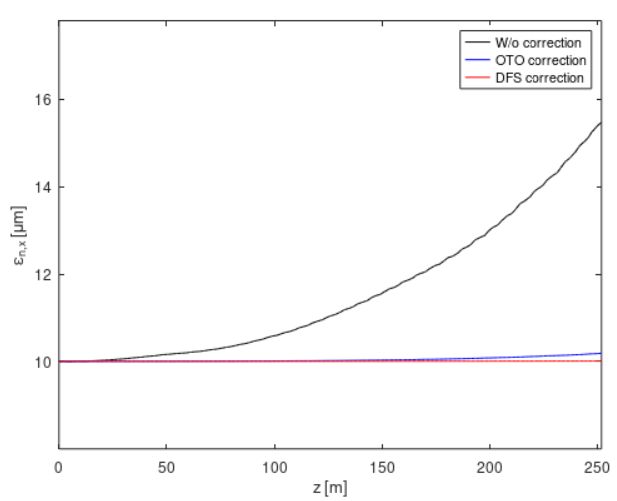 W/o correction
OTO correction
DFS correction
16
14
12
10
εn,x [μm]
0 50 100 150 200 250
z [m]